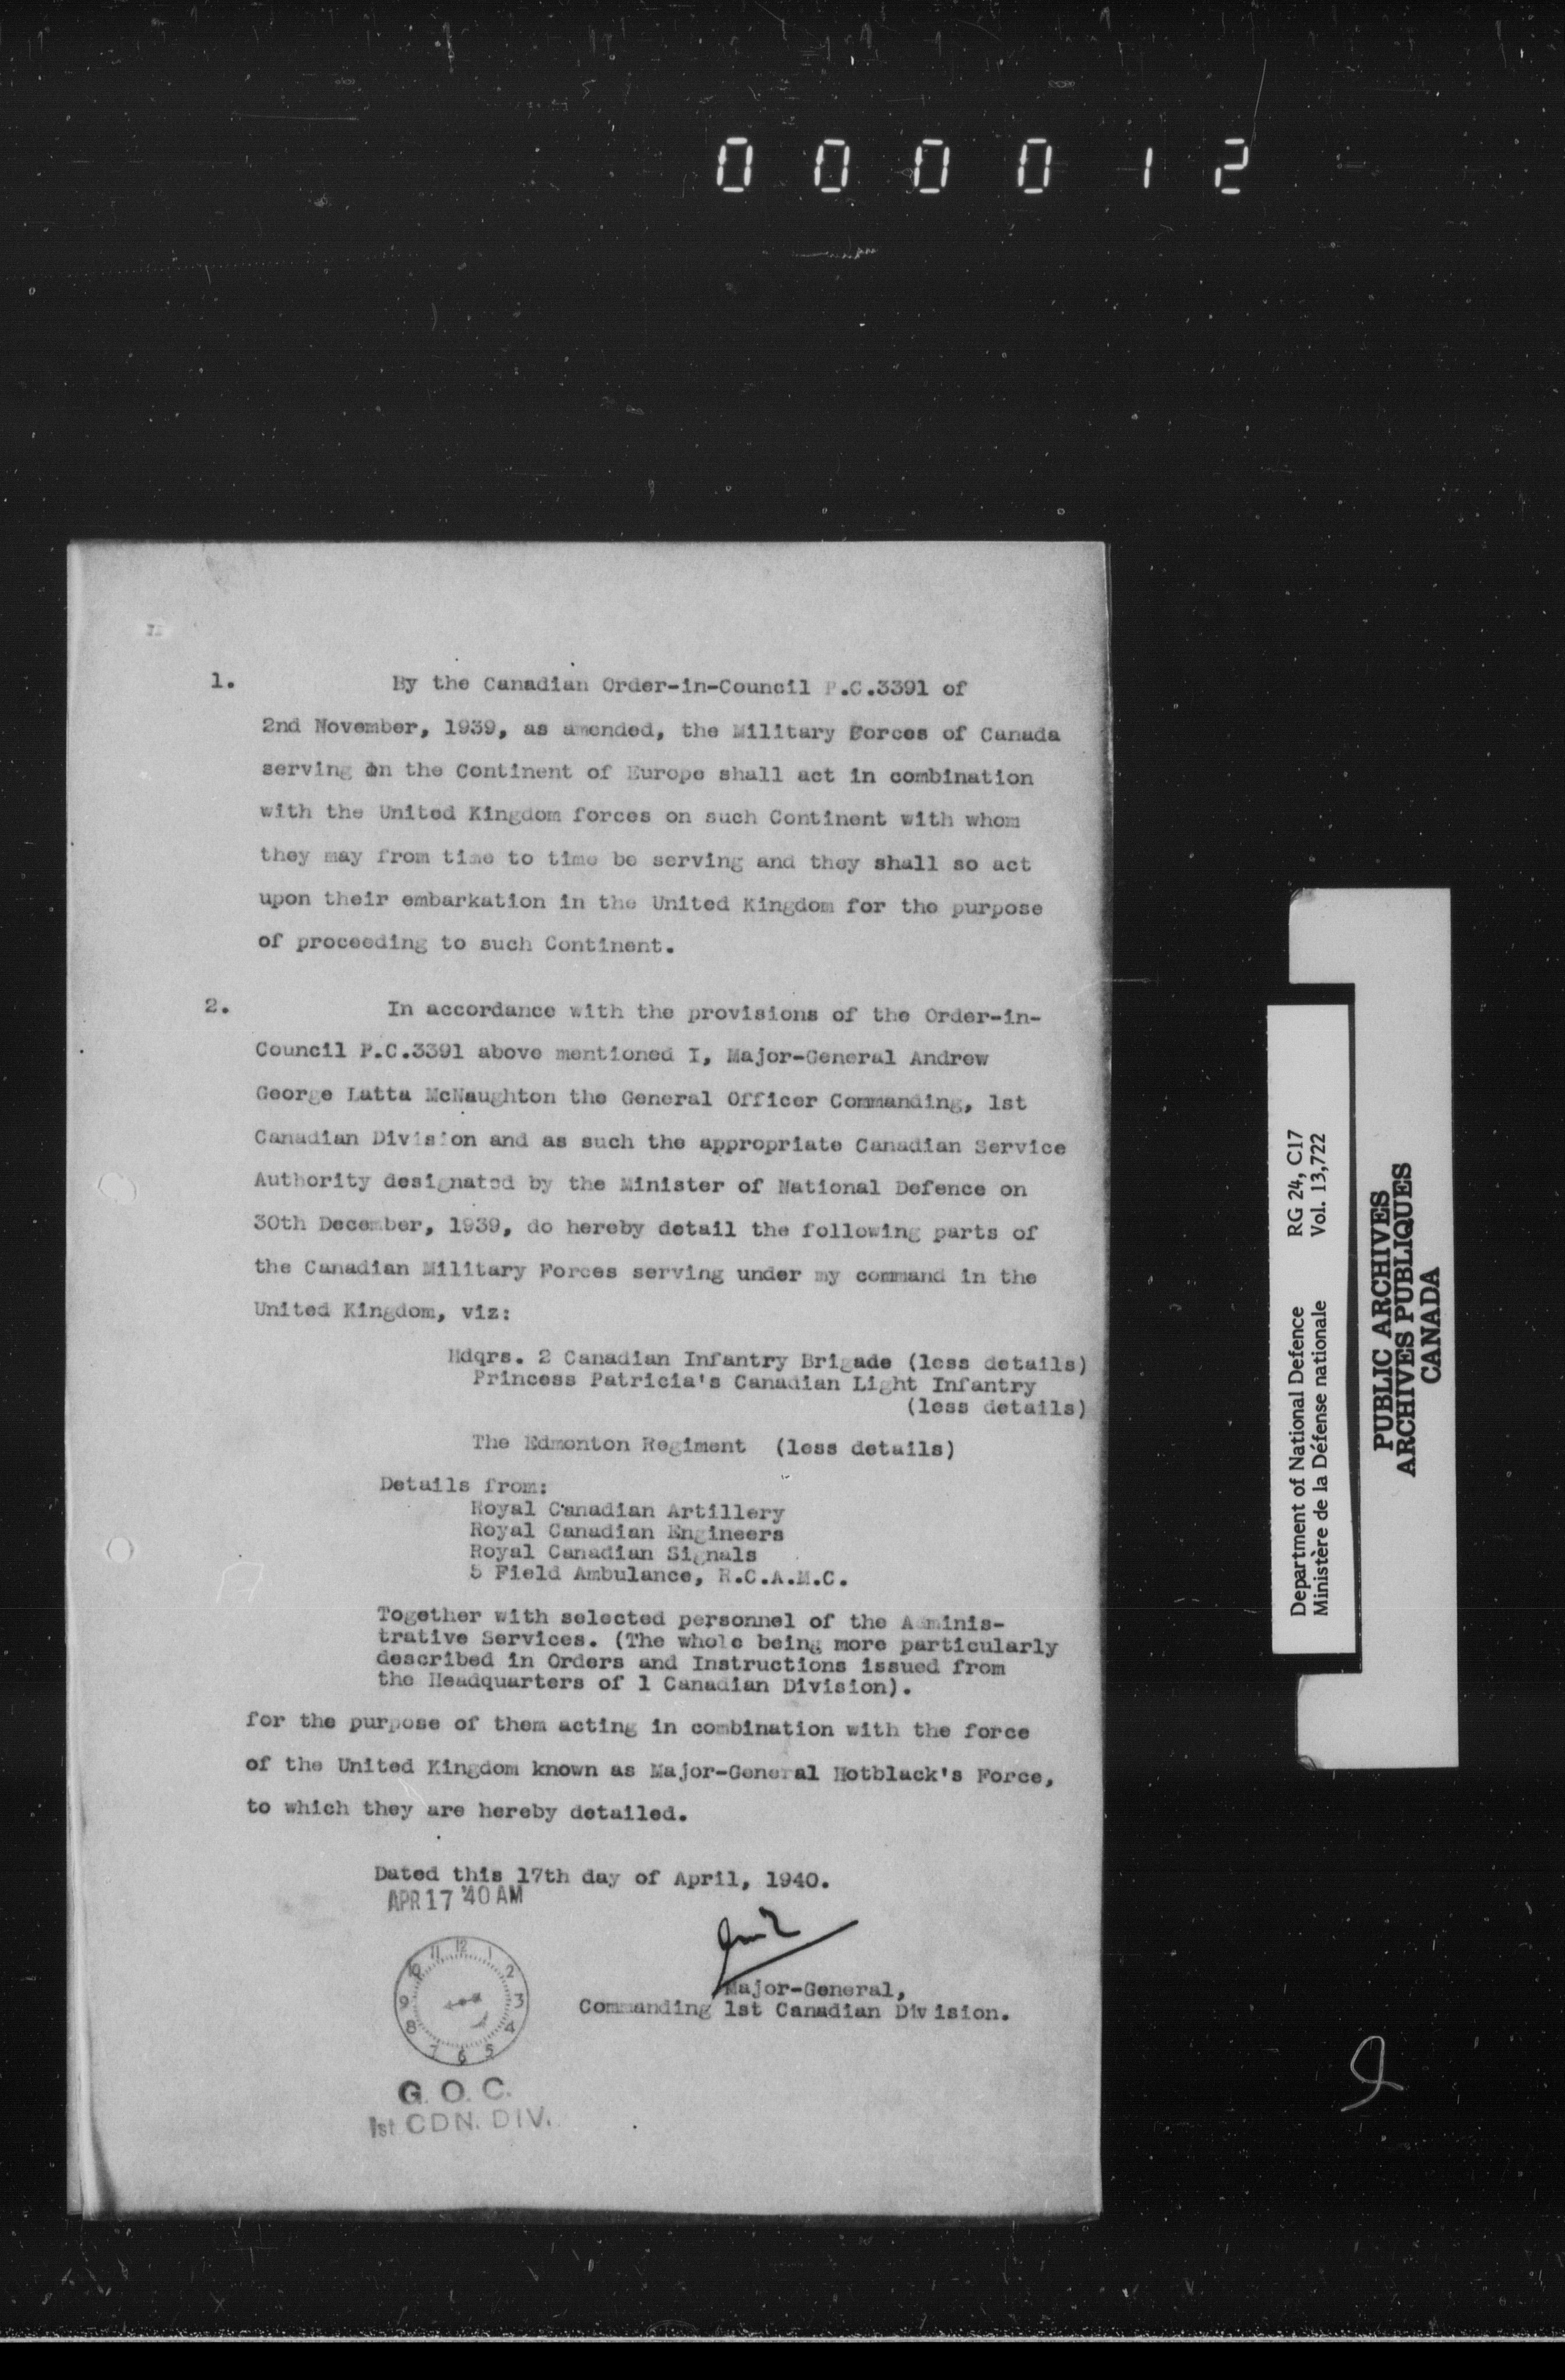 000012
1. By the Canadian Order-in-Council P.C.3391 of
2nd November, 1939, as amended, the Military Forces of Canada
serving on the Continent of Europe shall act in combination
with the United Kingdom forces on such Continent with whom
they may from time to time be serving and they shall so act
upon their embarkation in the United Kingdom for the purpose
of proceeding to such Continent.
2. In accordance with the provisions of the Order-in-
Council P.C.3391 above mentioned I, Major-General Andrew
George Latta McNaughton the General Officer Commanding, 1st
Canadian Division and as such the appropriate Canadian Service
Authority designated by the Minister of National Defence on
30th December, 1939, do hereby detail the following parts of
the Canadian Military Forces serving under my command in the
United Kingdom, viz:
Hdqrs. 2 Canadian Infantry Brigade (less details)
Princess Patricia's Canadian Light Infantry
(less details)
The Edmonton Regiment (less details)
Details from:
Royal Canadian Artillery
Royal Canadian Engineers
Royal Canadian Signals
5 Field Ambulance, R.C.A.M.C.
Together with selected personnel of the Adminis-
trative Services. (The whole being more particularly
described in Orders and Instructions issued from
the Headquarters of 1 Canadian Division).
for the purpose of them acting in combination with the force
of the United Kingdom known as Major-General Hotblack's Force,
to which they are hereby detailed.
Dated this 17th day of April, 1940.
APR 17 '40 AM
Major-General,
Commanding 1st Canadian Division.
12 1 2 3 4 5 6 7 8 9 10 11
G. O. C.
1st CDN. DIV.
Department of National Defence RG 24, C17
Ministère de la Défense nationale Vol. 13,722
PUBLIC ARCHIVES
ARCHIVES PUBLIQUES
CANADA